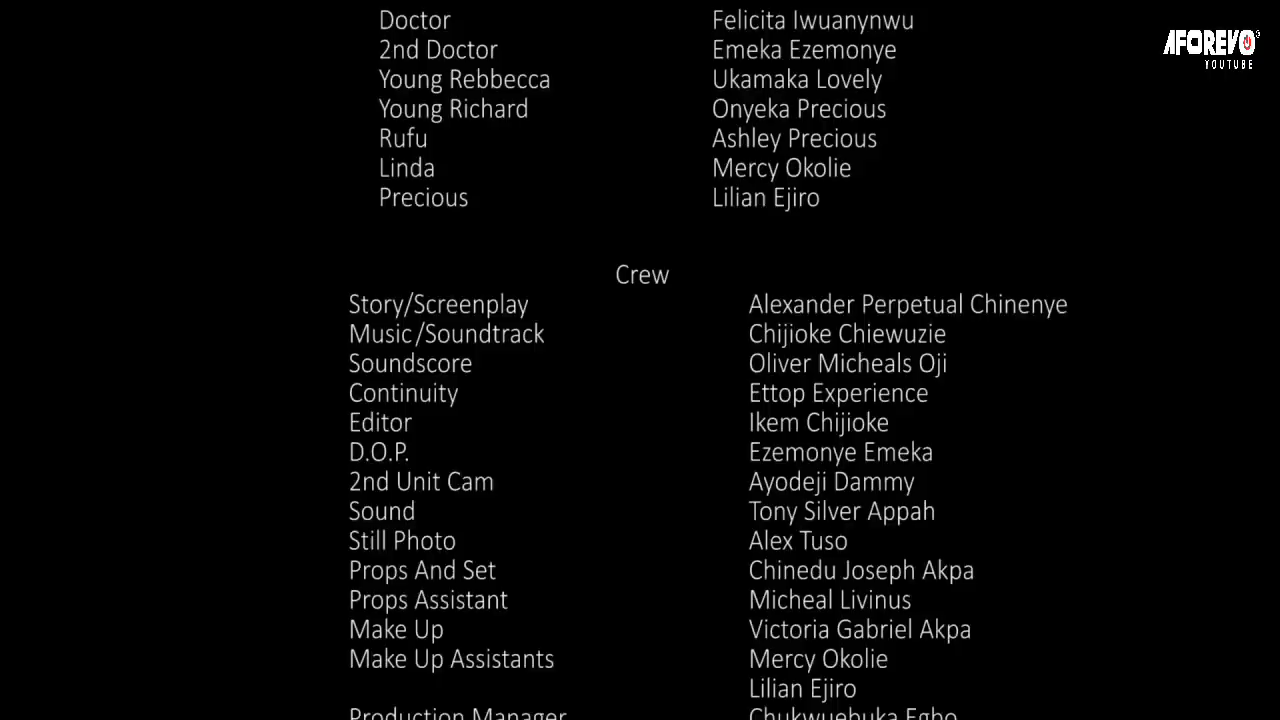 Doctor Felicita Iwuanynwu
2nd Doctor Emeka Ezemonye
Young Rebbecca Ukamaka Lovely
Young Richard Onyeka Precious
Rufu Ashley Precious
Linda Mercy Okolie
Precious Lilian Ejiro
AFOREVO
YOUTUBE
Crew
Story/Screenplay Alexander Perpetual Chinenye
Music/Soundtrack Chijioke Chiewuzie
Soundscore Oliver Micheals Oji
Continuity Ettop Experience
Editor Ikem Chijioke
D.O.P. Ezemonye Emeka
2nd Unit Cam Ayodeji Dammy
Sound Tony Silver Appah
Still Photo Alex Tuso
Props And Set Chinedu Joseph Akpa
Props Assistant Micheal Livinus
Make Up Victoria Gabriel Akpa
Make Up Assistants Mercy Okolie
Lilian Ejiro
Production Manager Chukwuebuka Egbo